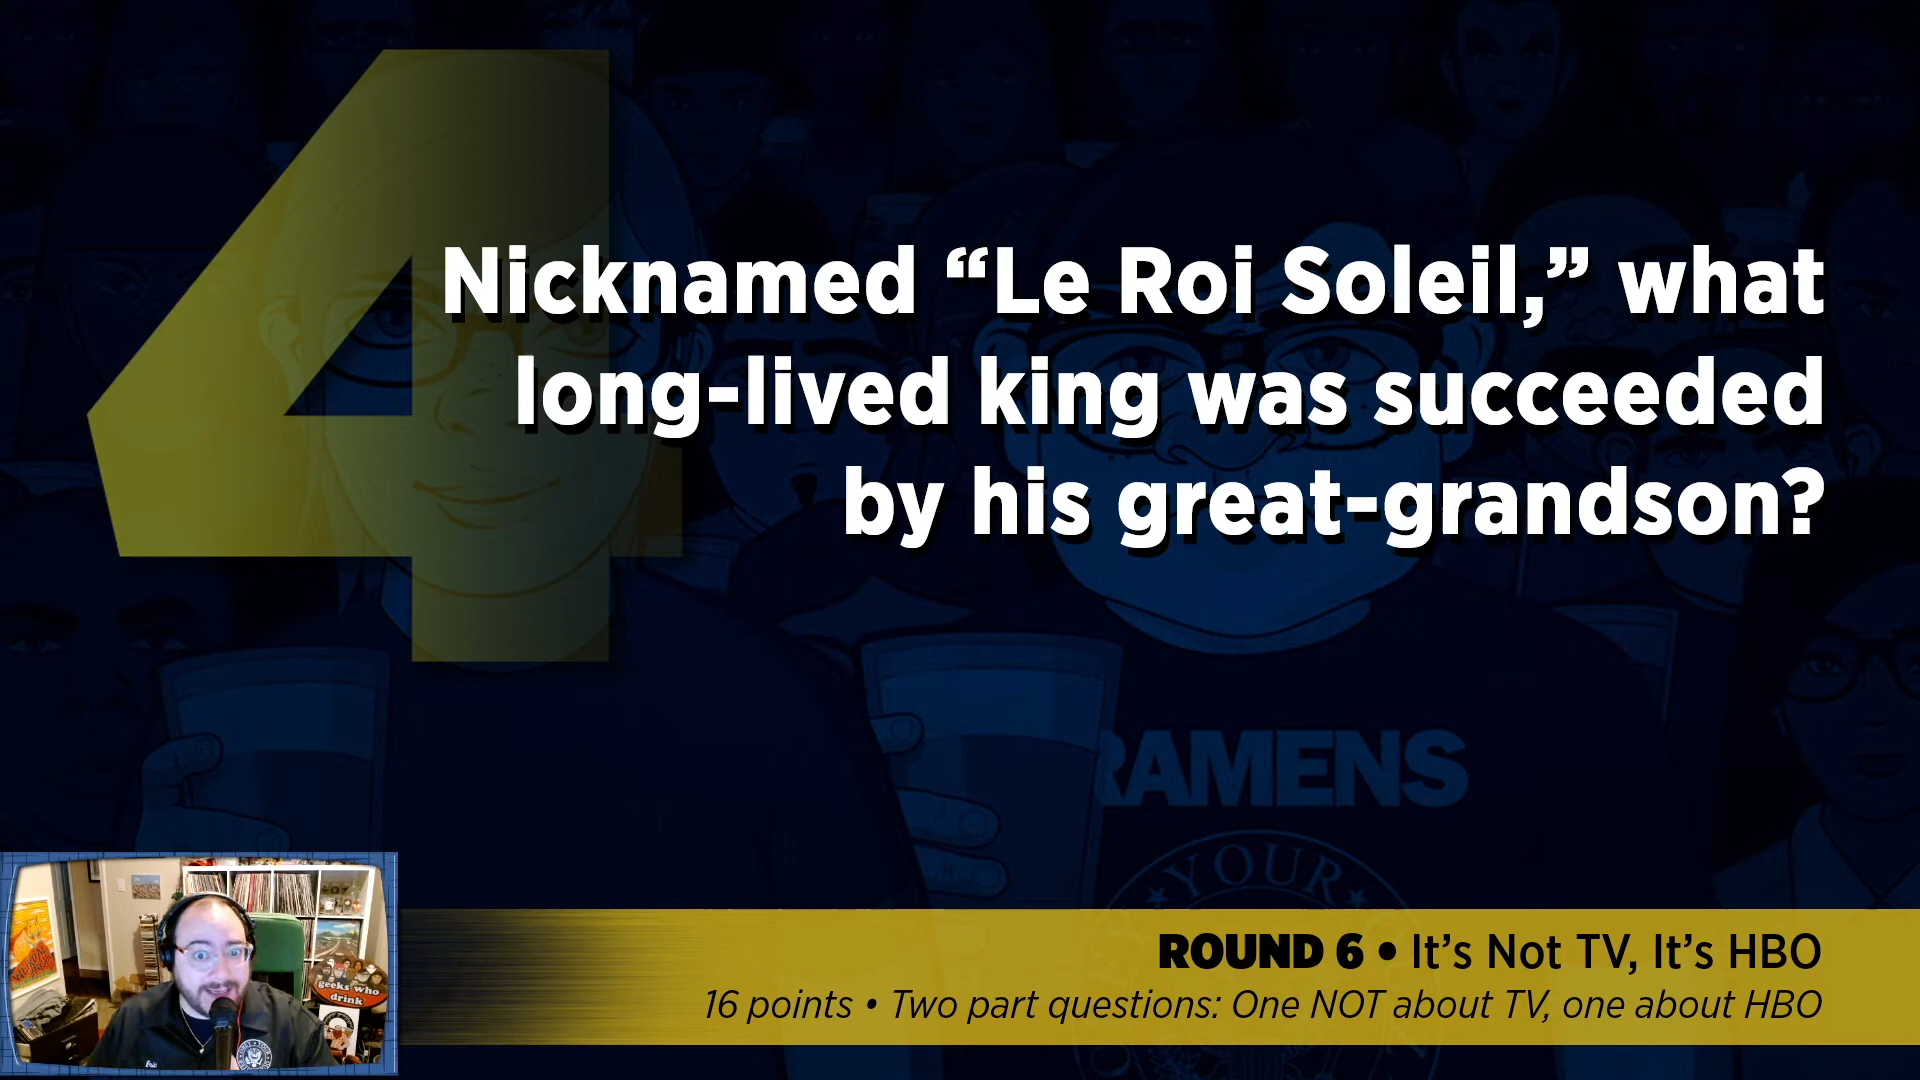 4
Nicknamed “Le Roi Soleil,” what
long-lived king was succeeded
by his great-grandson?
RAMENS
YOUR
geeks who
drink
Eric
ROUND 6 • It’s Not TV, It’s HBO
16 points • Two part questions: One NOT about TV, one about HBO